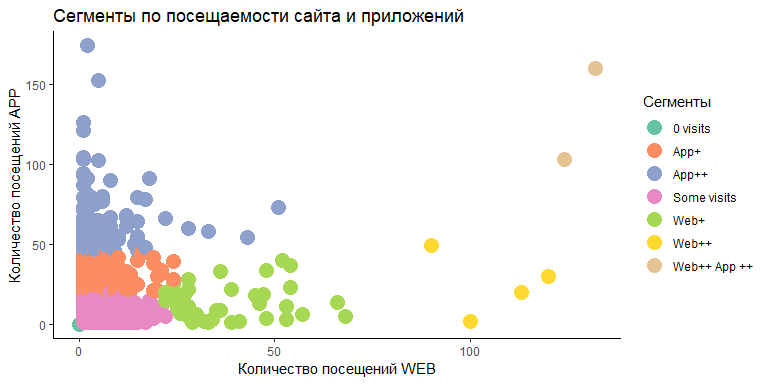 Сегменты по посещаемости сайта и приложений
Количество посещений APP
150
100
50
0
0
50
100
Количество посещений WEB
Сегменты
0 visits
App+
App++
Some visits
Web+
Web++
Web++ App ++